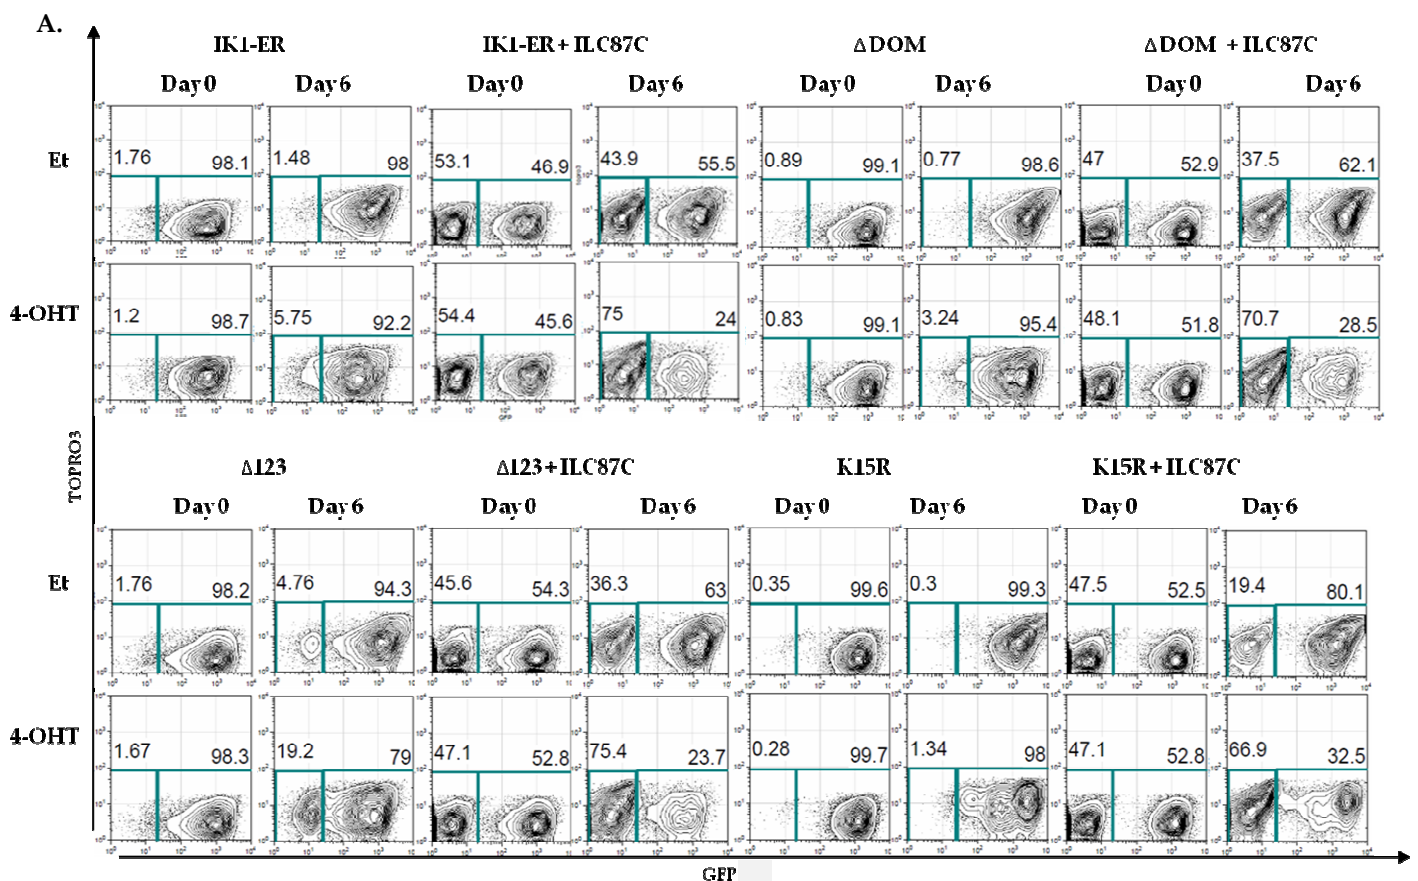 A.
IK1-ER IK1-ER + ILC87C ΔDOM ΔDOM + ILC87C
Day 0 Day 6 Day 0 Day 6 Day 0 Day 6 Day 0 Day 6
Et
1.76 98.1 1.48 98 53.1 46.9 43.9 55.5 0.89 99.1 0.77 98.6 47 52.9 37.5 62.1
4-OHT
1.2 98.7 5.75 92.2 54.4 45.6 75 24 0.83 99.1 3.24 95.4 48.1 51.8 70.7 28.5
GFP
TOPRO3
Δ123 Δ123 + ILC87C K15R K15R + ILC87C
Day 0 Day 6 Day 0 Day 6 Day 0 Day 6 Day 0 Day 6
Et
1.76 98.2 4.76 94.3 45.6 54.3 36.3 63 0.35 99.6 0.3 99.3 47.5 52.5 19.4 80.1
4-OHT
1.67 98.3 19.2 79 47.1 52.8 75.4 23.7 0.28 99.7 1.34 98 47.1 52.8 66.9 32.5
GFP